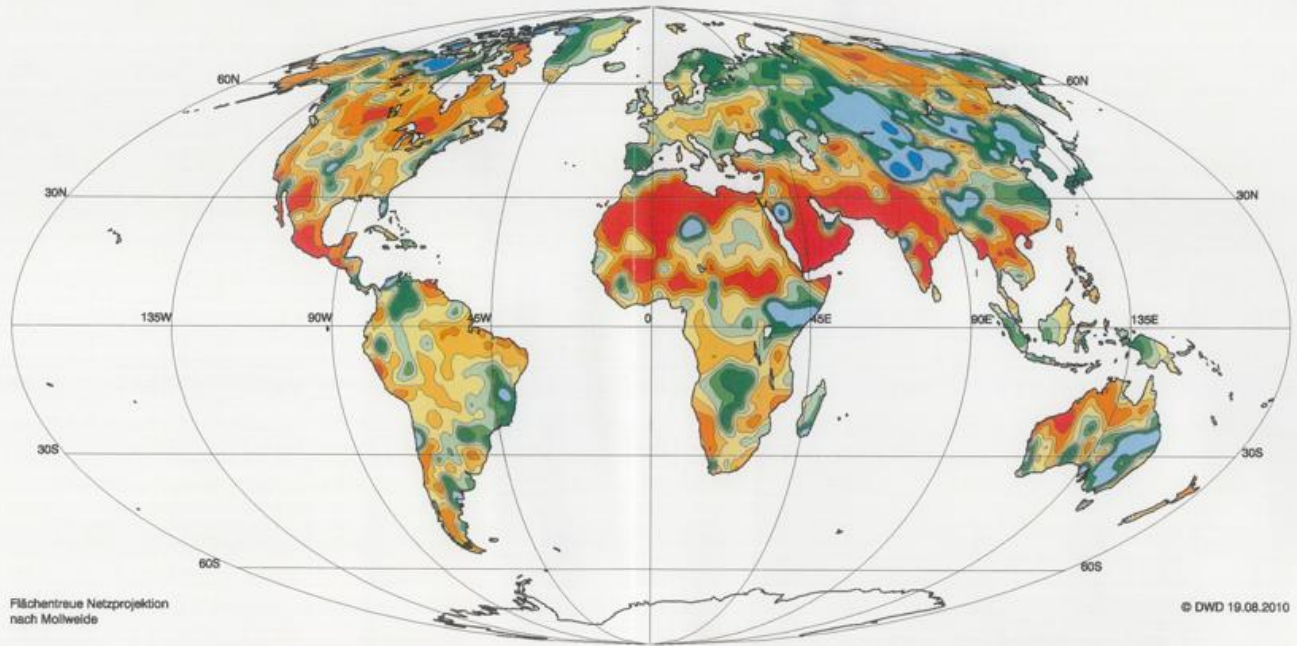 60N
60N
30N
30N
135W
90W
45W
0
45E
90E
135E
30S
30S
60S
60S
Flächentreue Netzprojektion
nach Mollweide
© DWD 19.08.2010